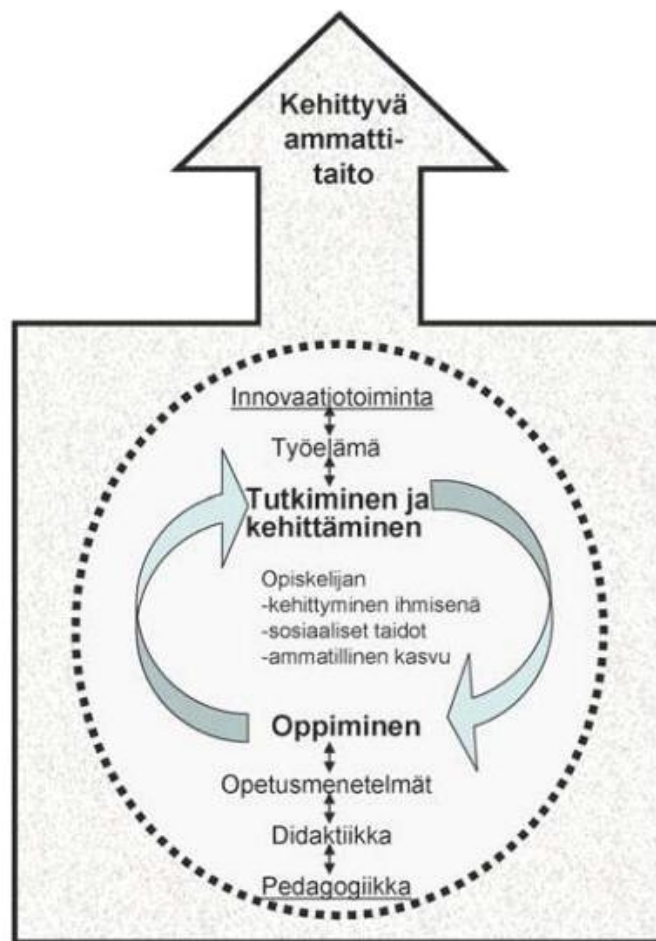 Kehittyvä
ammatti-
taito
Innovaatiotoiminta
Työelämä
Tutkiminen ja
kehittäminen
Opiskelijan
-kehittyminen ihmisenä
-sosiaaliset taidot
-ammatillinen kasvu
Oppiminen
Opetusmenetelmät
Didaktiikka
Pedagogiikka